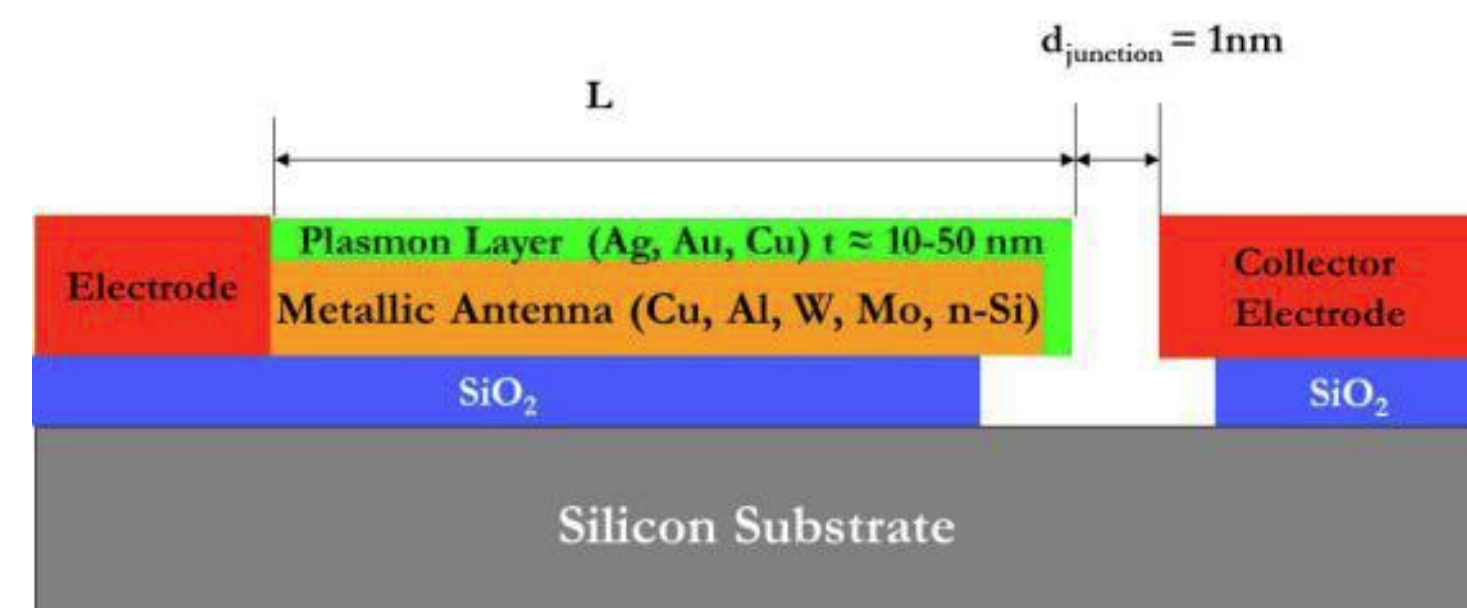 d_junction = 1nm
L
Plasmon Layer (Ag, Au, Cu) t ≈ 10-50 nm
Electrode
Metallic Antenna (Cu, Al, W, Mo, n-Si)
Collector
Electrode
SiO₂
SiO₂
Silicon Substrate